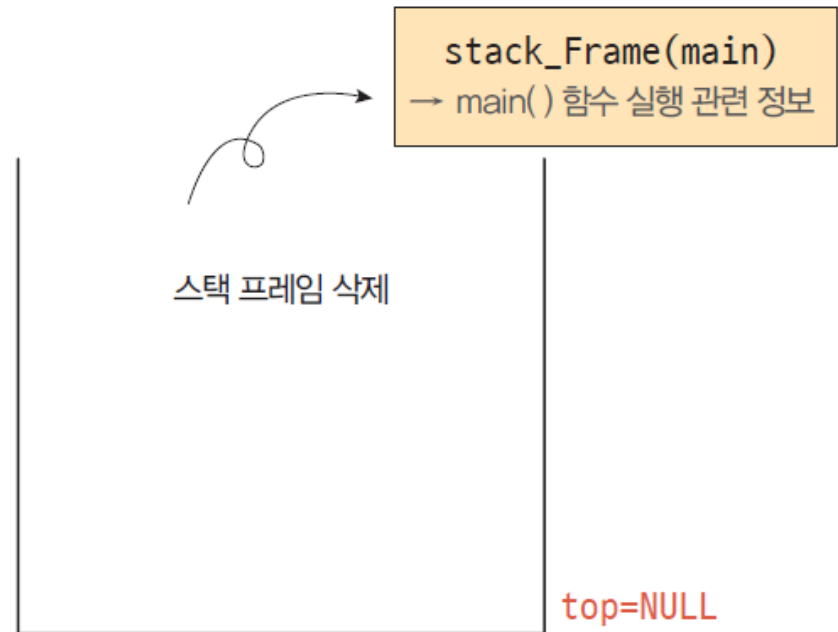 stack_Frame(main)
→ main( ) 함수 실행 관련 정보
스택 프레임 삭제
top=NULL